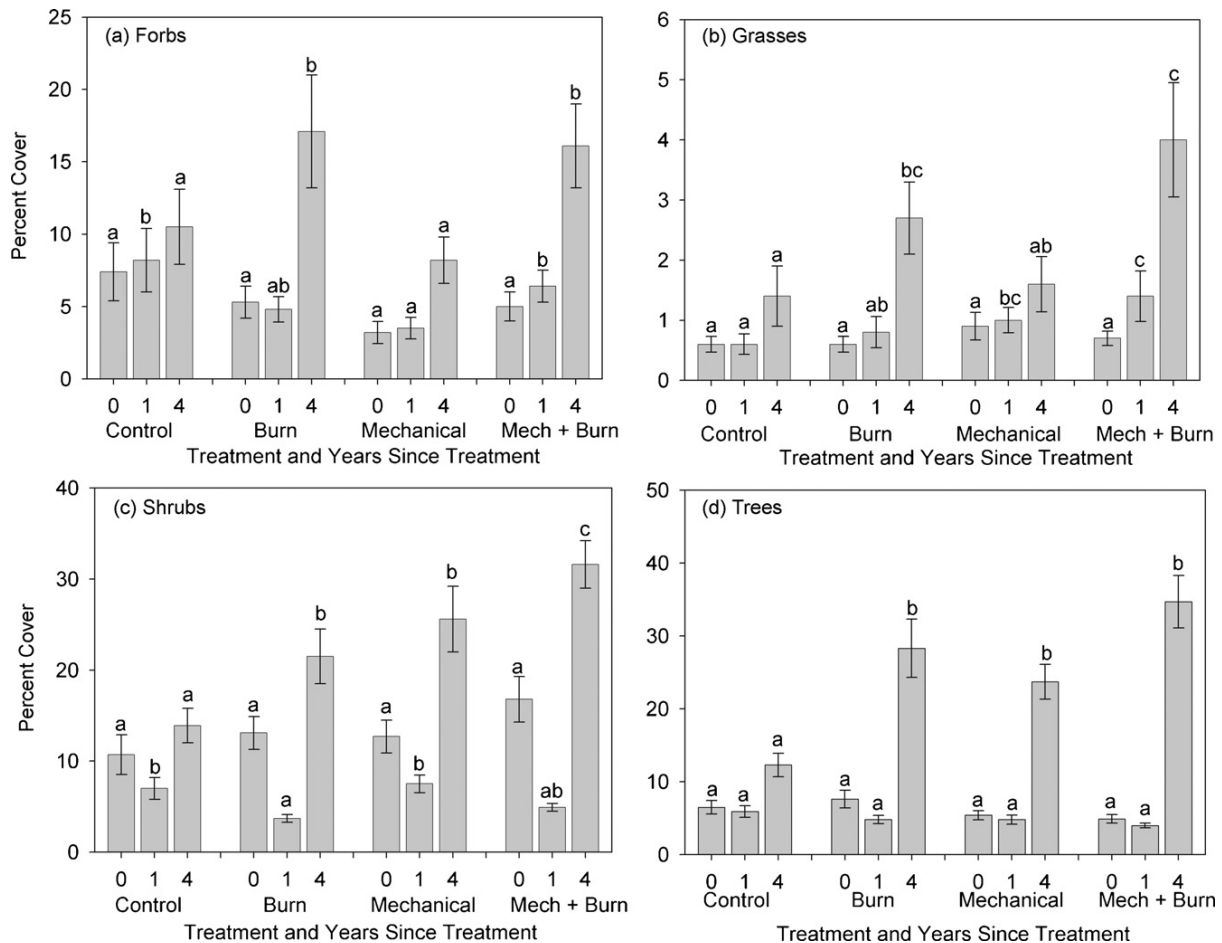 (a) Forbs
Percent Cover
25
20
15
10
5
0
a b a
a ab b
a a a
a b b
0 1 4 0 1 4 0 1 4 0 1 4
Control Burn Mechanical Mech + Burn
Treatment and Years Since Treatment
(b) Grasses
6
5
4
3
2
1
0
a a a
a ab bc
a bc ab
a c c
0 1 4 0 1 4 0 1 4 0 1 4
Control Burn Mechanical Mech + Burn
Treatment and Years Since Treatment
(c) Shrubs
Percent Cover
40
30
20
10
0
a b a
a a b
a b b
a ab c
0 1 4 0 1 4 0 1 4 0 1 4
Control Burn Mechanical Mech + Burn
Treatment and Years Since Treatment
(d) Trees
50
40
30
20
10
0
a a a
a a b
a a b
a a b
0 1 4 0 1 4 0 1 4 0 1 4
Control Burn Mechanical Mech + Burn
Treatment and Years Since Treatment